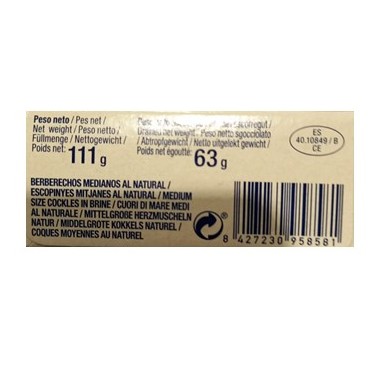 Peso neto / Pes net /
Net weight / Peso netto /
Füllmenge / Nettogewicht /
Poids net: 111 g
Drained net weight Peso netto sgocciolato
/ Abtropfgewicht / Netto uitgelekt gewicht /
Poids net égoutté: 63 g
ES
40.10849 / B
CE
BERBERECHOS MEDIANOS AL NATURAL /
ESCOPINYES MITJANES AL NATURAL / MEDIUM
SIZE COCKLES IN BRINE / CUORI DI MARE MEDI
AL NATURALE / MITTELGROßE HERZMUSCHELN
NATUR / MIDDELGROTE KOKKELS NATUREL /
COQUES MOYENNES AU NATUREL
8 427230 958581